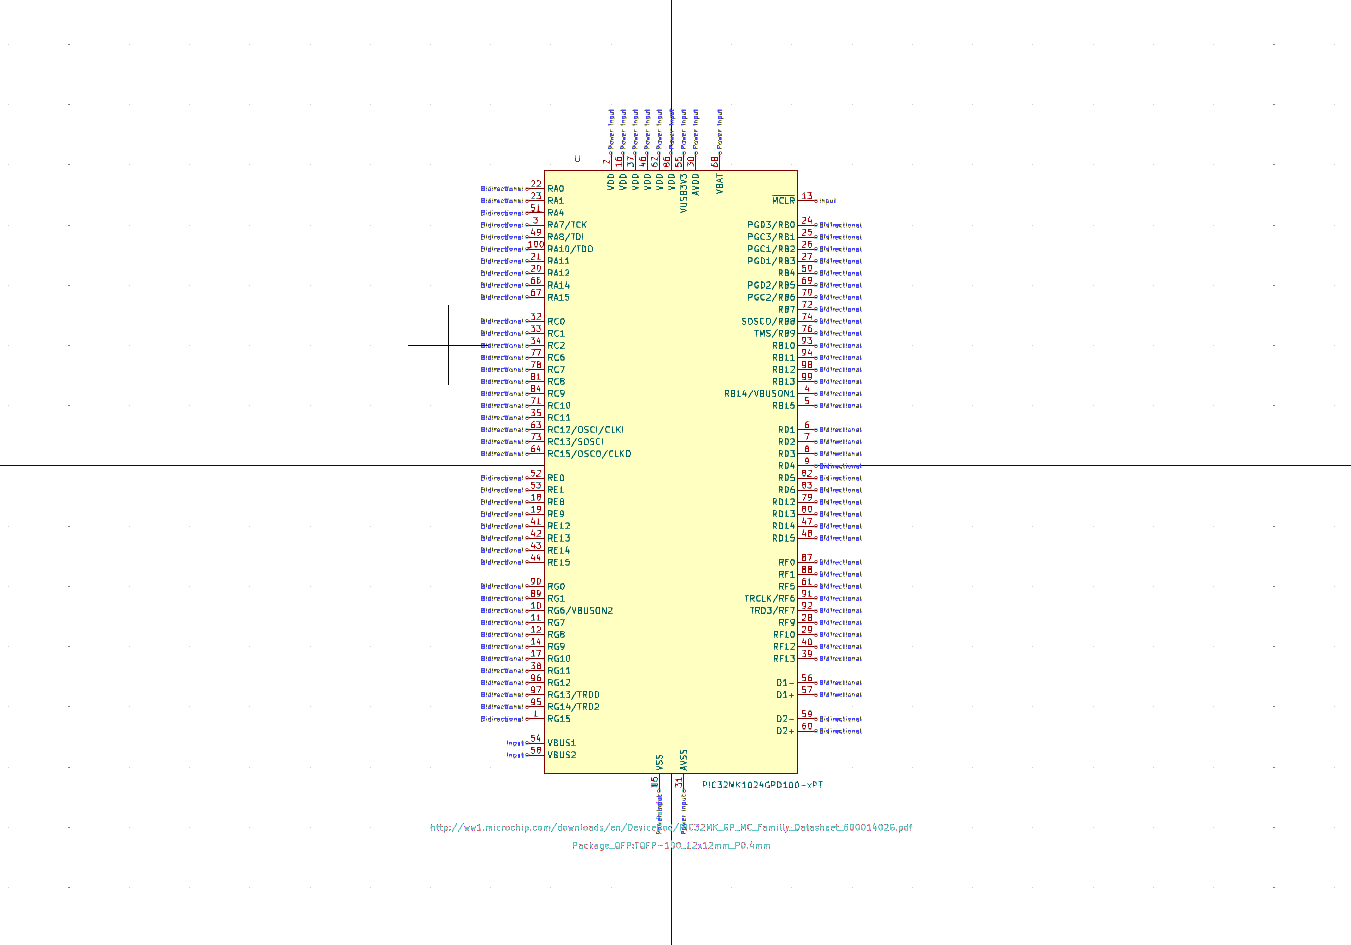 Power Input
Power Input
Power Input
Power Input
Power Input
Power Input
Power Input
Power Input
Power Input
2
16
37
46
62
86
55
30
68
U
VDD
VDD
VDD
VDD
VDD
VDD
VUSB3V3
AVDD
VBAT
Bidirectional 22 RA0
Bidirectional 23 RA1
Bidirectional 51 RA4
Bidirectional 3 RA7/TCK
Bidirectional 49 RA8/TDI
Bidirectional 100 RA10/TDO
Bidirectional 21 RA11
Bidirectional 20 RA12
Bidirectional 66 RA14
Bidirectional 67 RA15
Bidirectional 32 RC0
Bidirectional 33 RC1
Bidirectional 34 RC2
Bidirectional 77 RC6
Bidirectional 78 RC7
Bidirectional 81 RC8
Bidirectional 84 RC9
Bidirectional 71 RC10
Bidirectional 35 RC11
Bidirectional 63 RC12/OSCI/CLKI
Bidirectional 73 RC13/SOSCI
Bidirectional 64 RC15/OSCO/CLKO
Bidirectional 52 RE0
Bidirectional 53 RE1
Bidirectional 18 RE8
Bidirectional 19 RE9
Bidirectional 41 RE12
Bidirectional 42 RE13
Bidirectional 43 RE14
Bidirectional 44 RE15
Bidirectional 90 RG0
Bidirectional 89 RG1
Bidirectional 10 RG6/VBUSON2
Bidirectional 11 RG7
Bidirectional 12 RG8
Bidirectional 14 RG9
Bidirectional 17 RG10
Bidirectional 38 RG11
Bidirectional 96 RG12
Bidirectional 97 RG13/TRD0
Bidirectional 95 RG14/TRD2
Bidirectional 1 RG15
Input 54 VBUS1
Input 58 VBUS2
MCLR 13 Input
PGD3/RB0 24 Bidirectional
PGC3/RB1 25 Bidirectional
PGC1/RB2 26 Bidirectional
PGD1/RB3 27 Bidirectional
RB4 50 Bidirectional
PGD2/RB5 69 Bidirectional
PGC2/RB6 70 Bidirectional
RB7 72 Bidirectional
SOSCO/RB8 74 Bidirectional
TMS/RB9 76 Bidirectional
RB10 93 Bidirectional
RB11 94 Bidirectional
RB12 98 Bidirectional
RB13 99 Bidirectional
RB14/VBUSON1 4 Bidirectional
RB15 5 Bidirectional
RD1 6 Bidirectional
RD2 7 Bidirectional
RD3 8 Bidirectional
RD4 9 Bidirectional
RD5 82 Bidirectional
RD6 83 Bidirectional
RD12 79 Bidirectional
RD13 80 Bidirectional
RD14 47 Bidirectional
RD15 48 Bidirectional
RF0 87 Bidirectional
RF1 88 Bidirectional
RF5 61 Bidirectional
TRCLK/RF6 91 Bidirectional
TRD3/RF7 92 Bidirectional
RF9 28 Bidirectional
RF10 29 Bidirectional
RF12 40 Bidirectional
RF13 39 Bidirectional
D1- 56 Bidirectional
D1+ 57 Bidirectional
D2- 59 Bidirectional
D2+ 60 Bidirectional
VSS
AVSS
31
Power Input
PIC32MK1024GPD100-xPT
http://ww1.microchip.com/downloads/en/DeviceDoc/PIC32MK_GP_MC_Familly_Datasheet_60001402G.pdf
Package_QFP:TQFP-100_12x12mm_P0.4mm